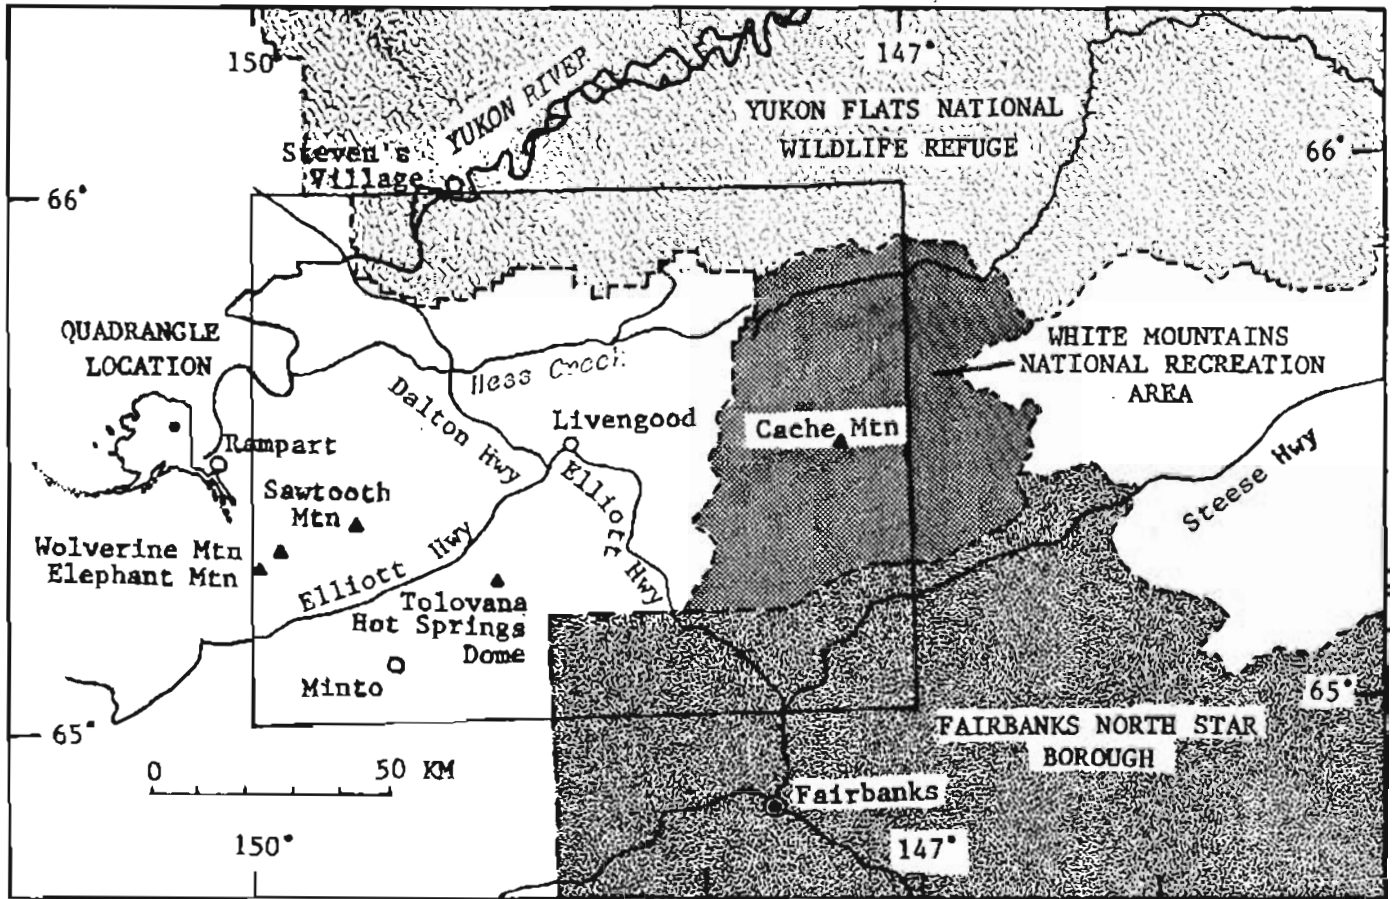 150°
147°
YUKON RIVER
YUKON FLATS NATIONAL
WILDLIFE REFUGE
66°
Steven's
Village
66°
QUADRANGLE
LOCATION
WHITE MOUNTAINS
NATIONAL RECREATION
AREA
Hess Creek
Dalton Hwy
Livengood
Cache Mtn
Rampart
Sawtooth
Mtn
Elliott Hwy
Steese Hwy
Wolverine Mtn
Elephant Mtn
Elliott Hwy
Tolovana
Hot Springs
Dome
Minto
65°
65°
FAIRBANKS NORTH STAR
BOROUGH
0 50 KM
Fairbanks
150°
147°